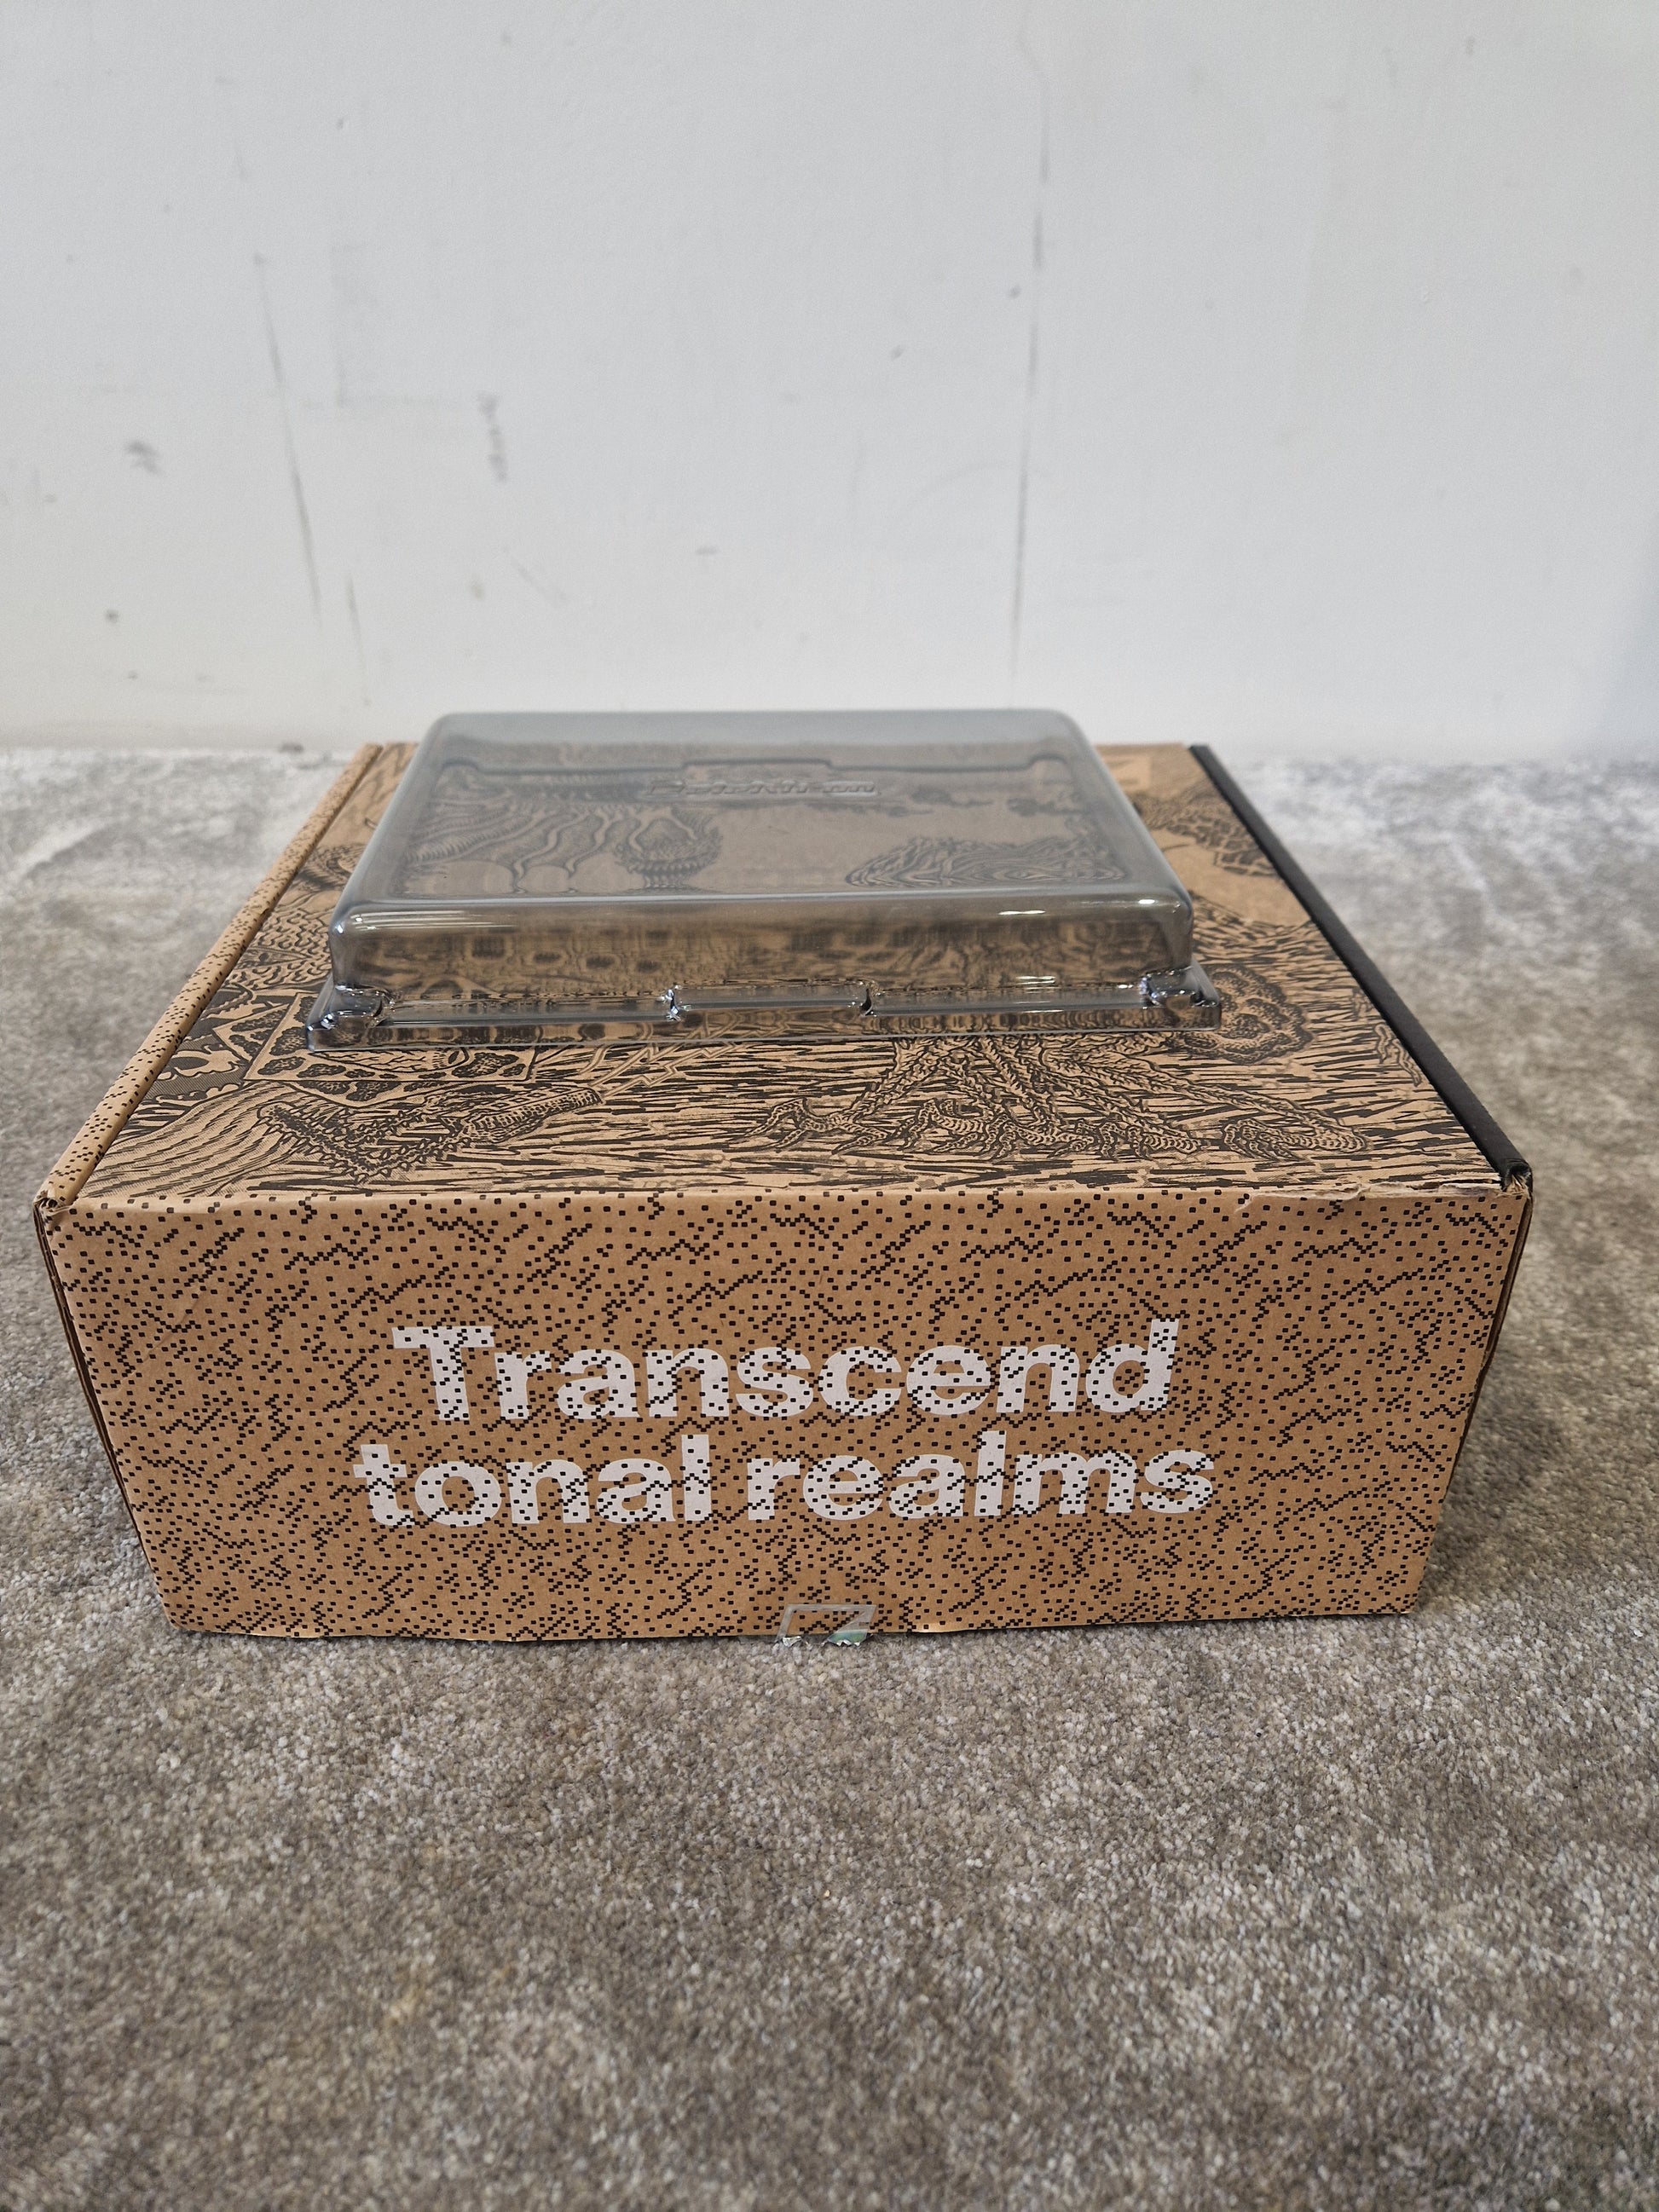 Transcend
tonal realms